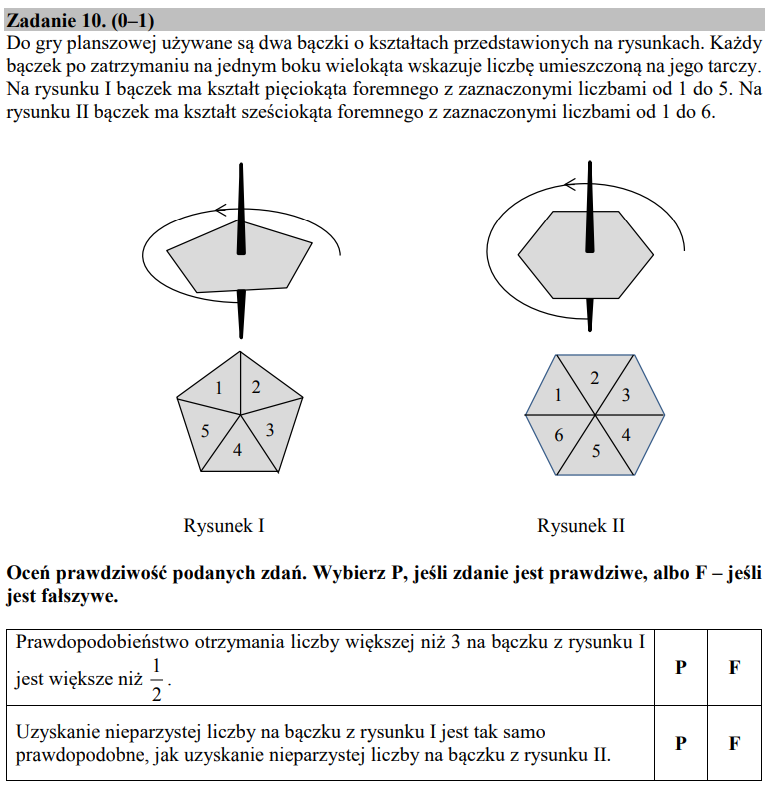 Zadanie 10. (0–1)
Do gry planszowej używane są dwa bączki o kształtach przedstawionych na rysunkach. Każdy
bączek po zatrzymaniu na jednym boku wielokąta wskazuje liczbę umieszczoną na jego tarczy.
Na rysunku I bączek ma kształt pięciokąta foremnego z zaznaczonymi liczbami od 1 do 5. Na
rysunku II bączek ma kształt sześciokąta foremnego z zaznaczonymi liczbami od 1 do 6.
1 2
5 3
4
2
1 3
6 4
5
Rysunek I Rysunek II
Oceń prawdziwość podanych zdań. Wybierz P, jeśli zdanie jest prawdziwe, albo F – jeśli
jest fałszywe.
Prawdopodobieństwo otrzymania liczby większej niż 3 na bączku z rysunku I
jest większe niż 1/2. P F
Uzyskanie nieparzystej liczby na bączku z rysunku I jest tak samo
prawdopodobne, jak uzyskanie nieparzystej liczby na bączku z rysunku II. P F